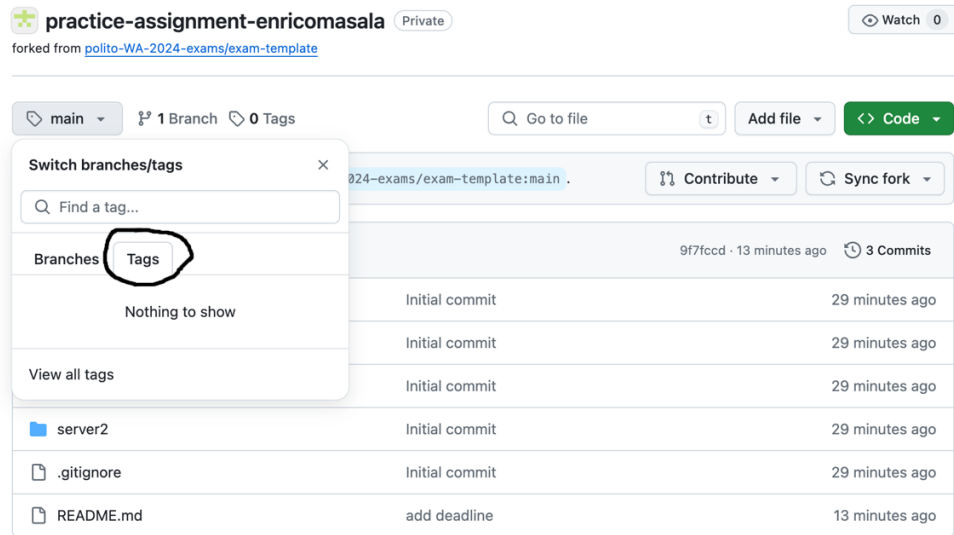 practice-assignment-enricomasala Private
Watch 0
forked from polito-WA-2024-exams/exam-template
main
1 Branch
0 Tags
Go to file t
Add file
Code
Switch branches/tags
Find a tag...
Branches Tags
Nothing to show
View all tags
024-exams/exam-template:main .
Contribute
Sync fork
9f7fccd · 13 minutes ago
3 Commits
Initial commit 29 minutes ago
Initial commit 29 minutes ago
Initial commit 29 minutes ago
server2 Initial commit 29 minutes ago
.gitignore Initial commit 29 minutes ago
README.md add deadline 13 minutes ago